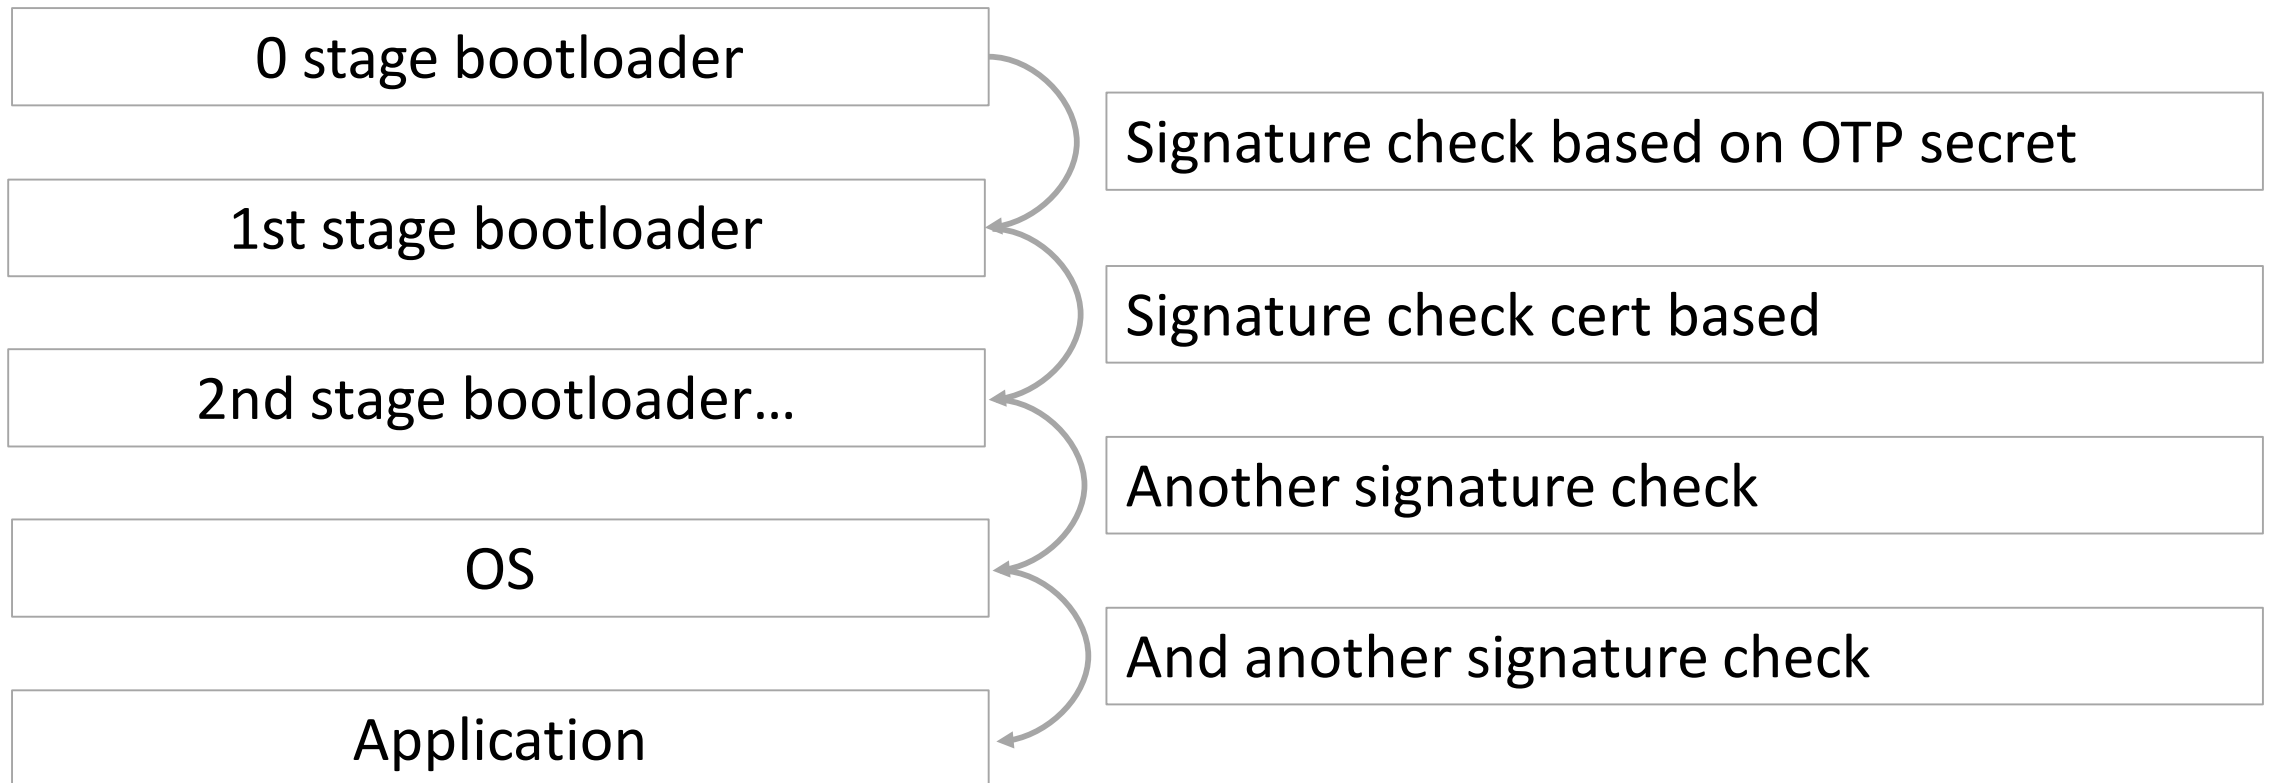 0 stage bootloader
Signature check based on OTP secret
1st stage bootloader
Signature check cert based
2nd stage bootloader...
Another signature check
OS
And another signature check
Application